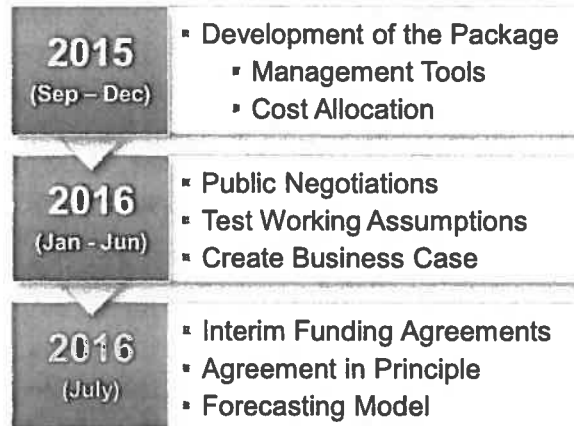 2015
(Sep – Dec)
▪ Development of the Package
▪ Management Tools
▪ Cost Allocation
2016
(Jan - Jun)
▪ Public Negotiations
▪ Test Working Assumptions
▪ Create Business Case
2016
(July)
▪ Interim Funding Agreements
▪ Agreement in Principle
▪ Forecasting Model